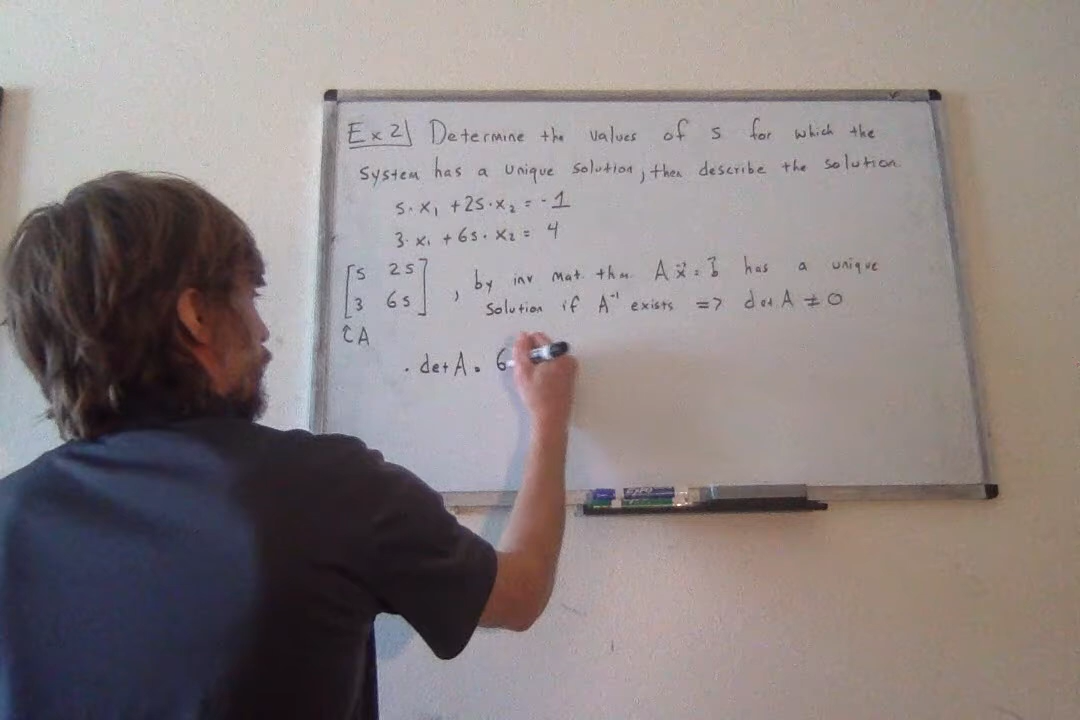 Ex 2) Determine the values of s for which the
system has a unique solution, then describe the solution.
s·x₁ + 2s·x₂ = -1
3·x₁ + 6s·x₂ = 4
[s 2s
3 6s]
, by inv mat. thm Ax⃗ = b⃗ has a unique
solution if A⁻¹ exists => det A ≠ 0
↑A
· det A = 6